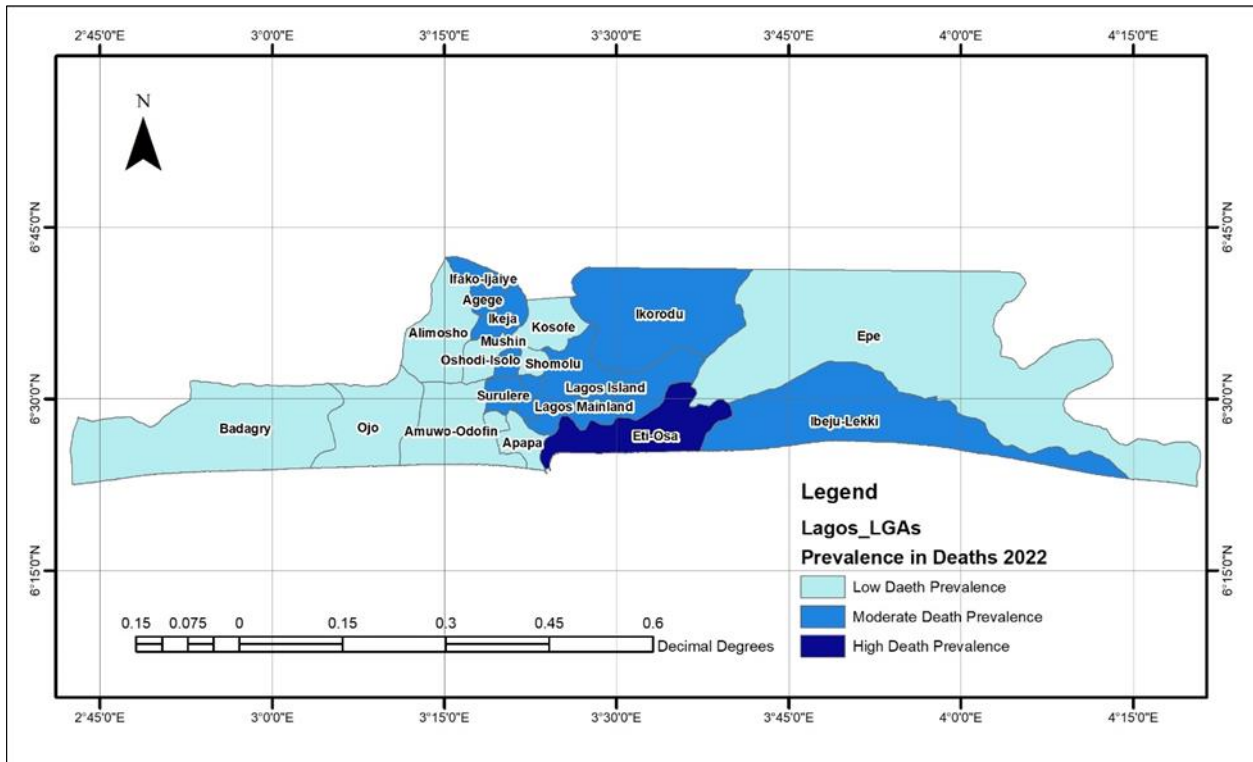 2°45'0"E 3°0'0"E 3°15'0"E 3°30'0"E 3°45'0"E 4°0'0"E 4°15'0"E
N
6°45'0"N 6°45'0"N
Ifako-Ijaiye
Agege
Ikeja
Ikorodu
Kosofe
Alimosho
Epe
Mushin
Oshodi-Isolo
Shomolu
Lagos Island
6°30'0"N 6°30'0"N
Surulere
Lagos Mainland
Ibeju-Lekki
Badagry
Ojo
Amuwo-Odofin
Eti-Osa
Apapa
Legend
Lagos_LGAs
Prevalence in Deaths 2022
6°15'0"N 6°15'0"N
Low Daeth Prevalence
Moderate Death Prevalence
High Death Prevalence
0.15 0.075 0 0.15 0.3 0.45 0.6
Decimal Degrees
2°45'0"E 3°0'0"E 3°15'0"E 3°30'0"E 3°45'0"E 4°0'0"E 4°15'0"E